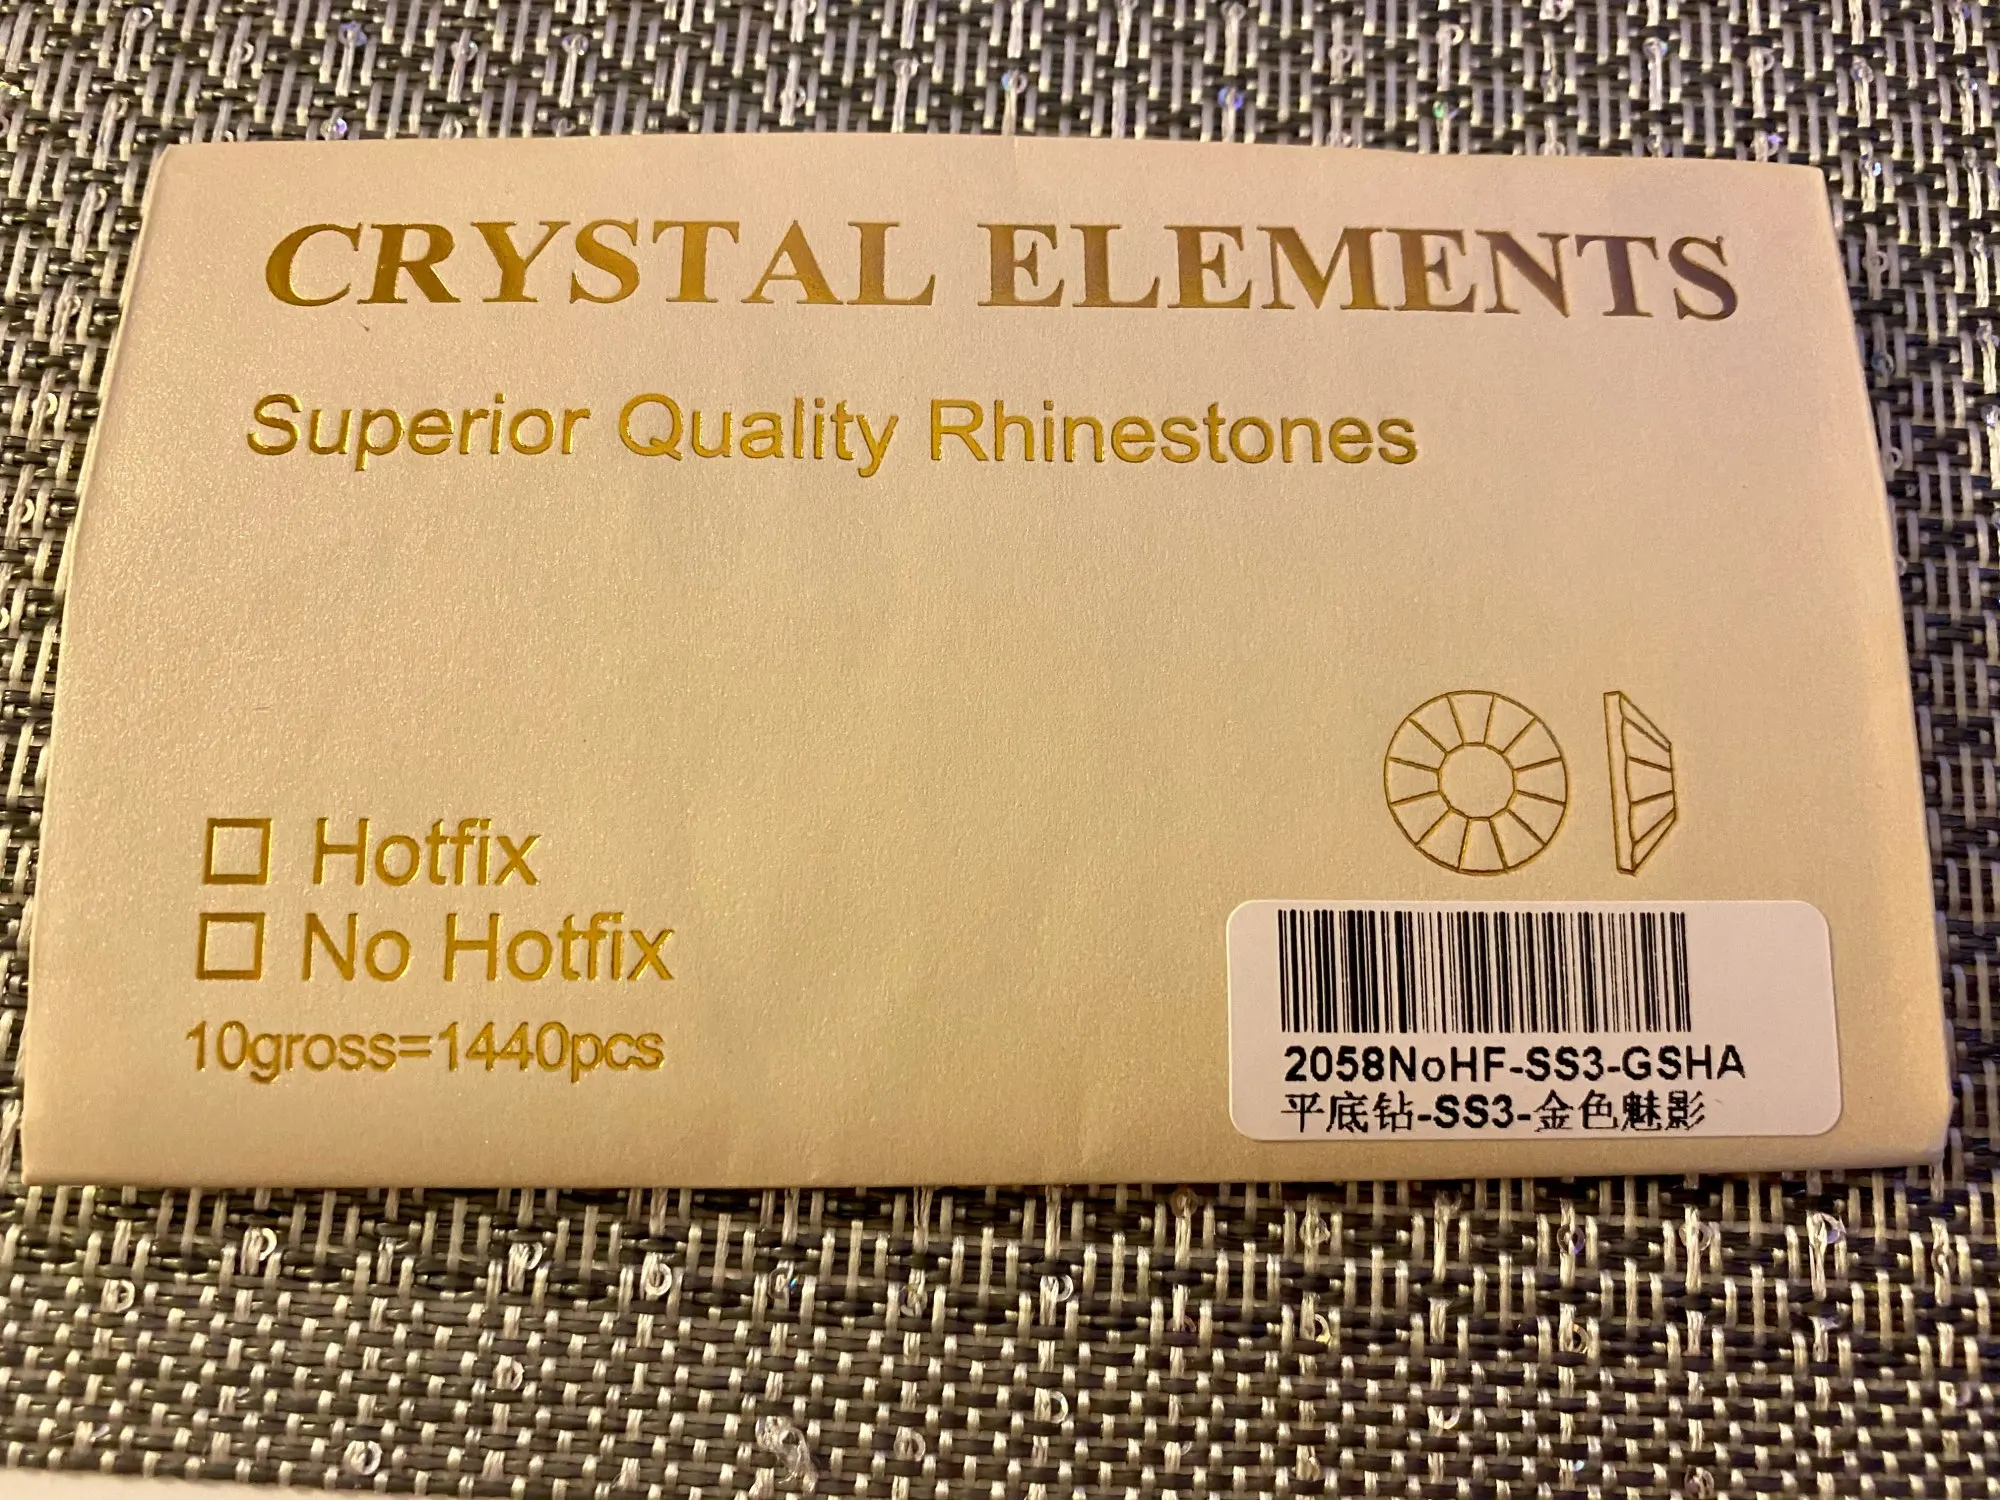 CRYSTAL ELEMENTS
Superior Quality Rhinestones
Hotfix
No Hotfix
10gross=1440pcs
2058NoHF-SS3-GSHA
平底钻-SS3-金色魅影